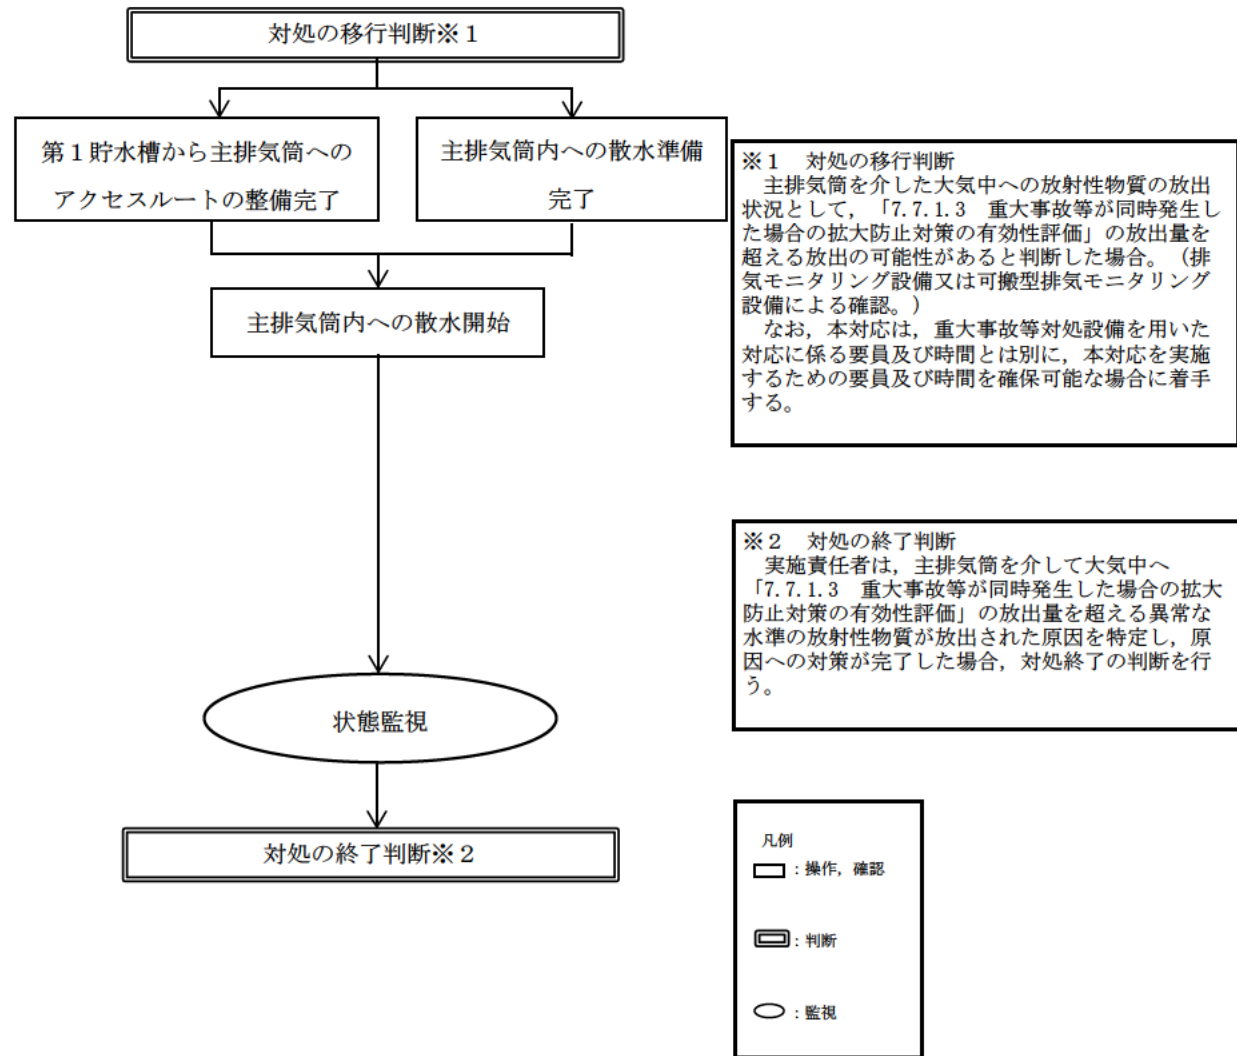 対処の移行判断※１
第１貯水槽から主排気筒への
アクセスルートの整備完了
主排気筒内への散水準備
完了
主排気筒内への散水開始
状態監視
対処の終了判断※２
※１　対処の移行判断
　主排気筒を介した大気中への放射性物質の放出
状況として，「7.7.1.3　重大事故等が同時発生し
た場合の拡大防止対策の有効性評価」の放出量を
超える放出の可能性があると判断した場合。（排
気モニタリング設備又は可搬型排気モニタリング
設備による確認。）
　なお，本対応は，重大事故等対処設備を用いた
対応に係る要員及び時間とは別に，本対応を実施
するための要員及び時間を確保可能な場合に着手
する。
※２　対処の終了判断
　実施責任者は，主排気筒を介して大気中へ
「7.7.1.3　重大事故等が同時発生した場合の拡大
防止対策の有効性評価」の放出量を超える異常な
水準の放射性物質が放出された原因を特定し，原
因への対策が完了した場合，対処終了の判断を行
う。
凡例
：操作，確認
：判断
：監視